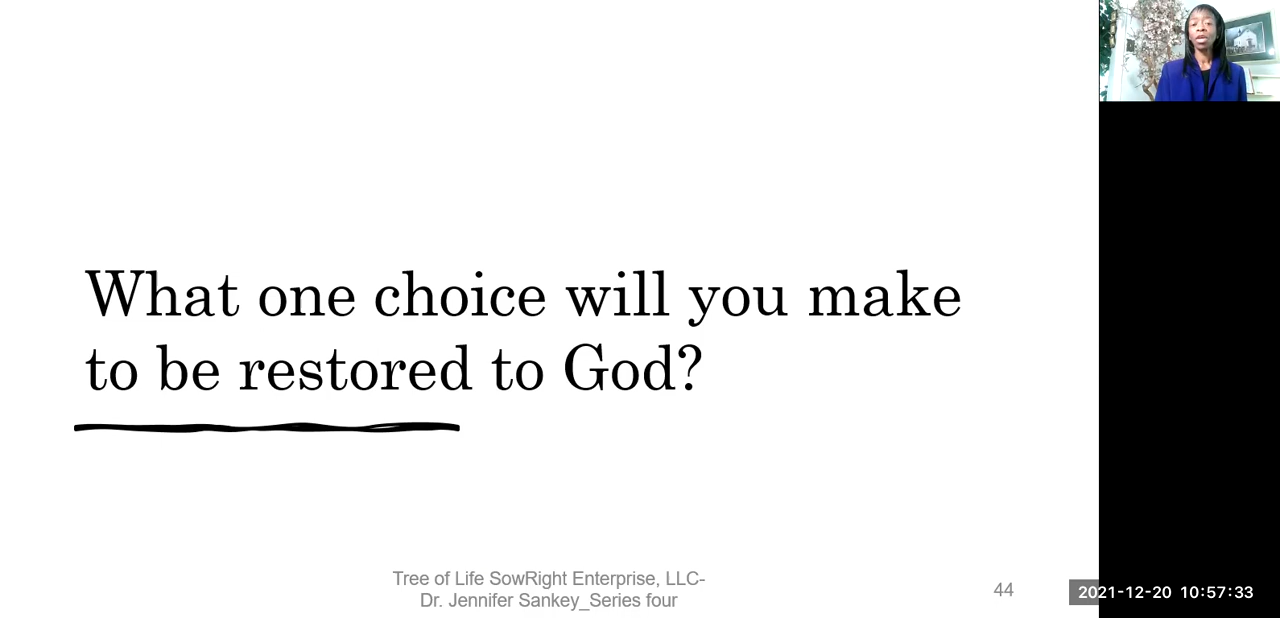 What one choice will you make
to be restored to God?
Tree of Life SowRight Enterprise, LLC-
Dr. Jennifer Sankey_Series four
44
2021-12-20 10:57:33